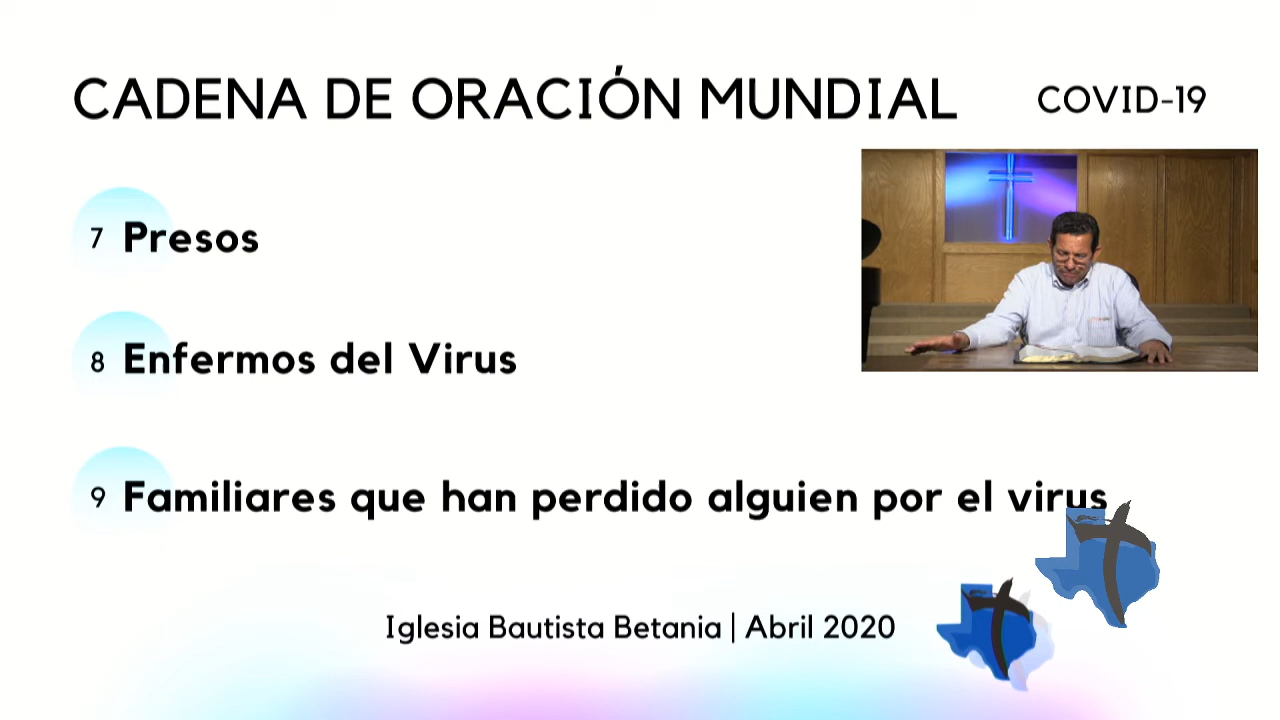 CADENA DE ORACIÓN MUNDIAL COVID-19
7 Presos
8 Enfermos del Virus
9 Familiares que han perdido alguien por el virus
Iglesia Bautista Betania | Abril 2020